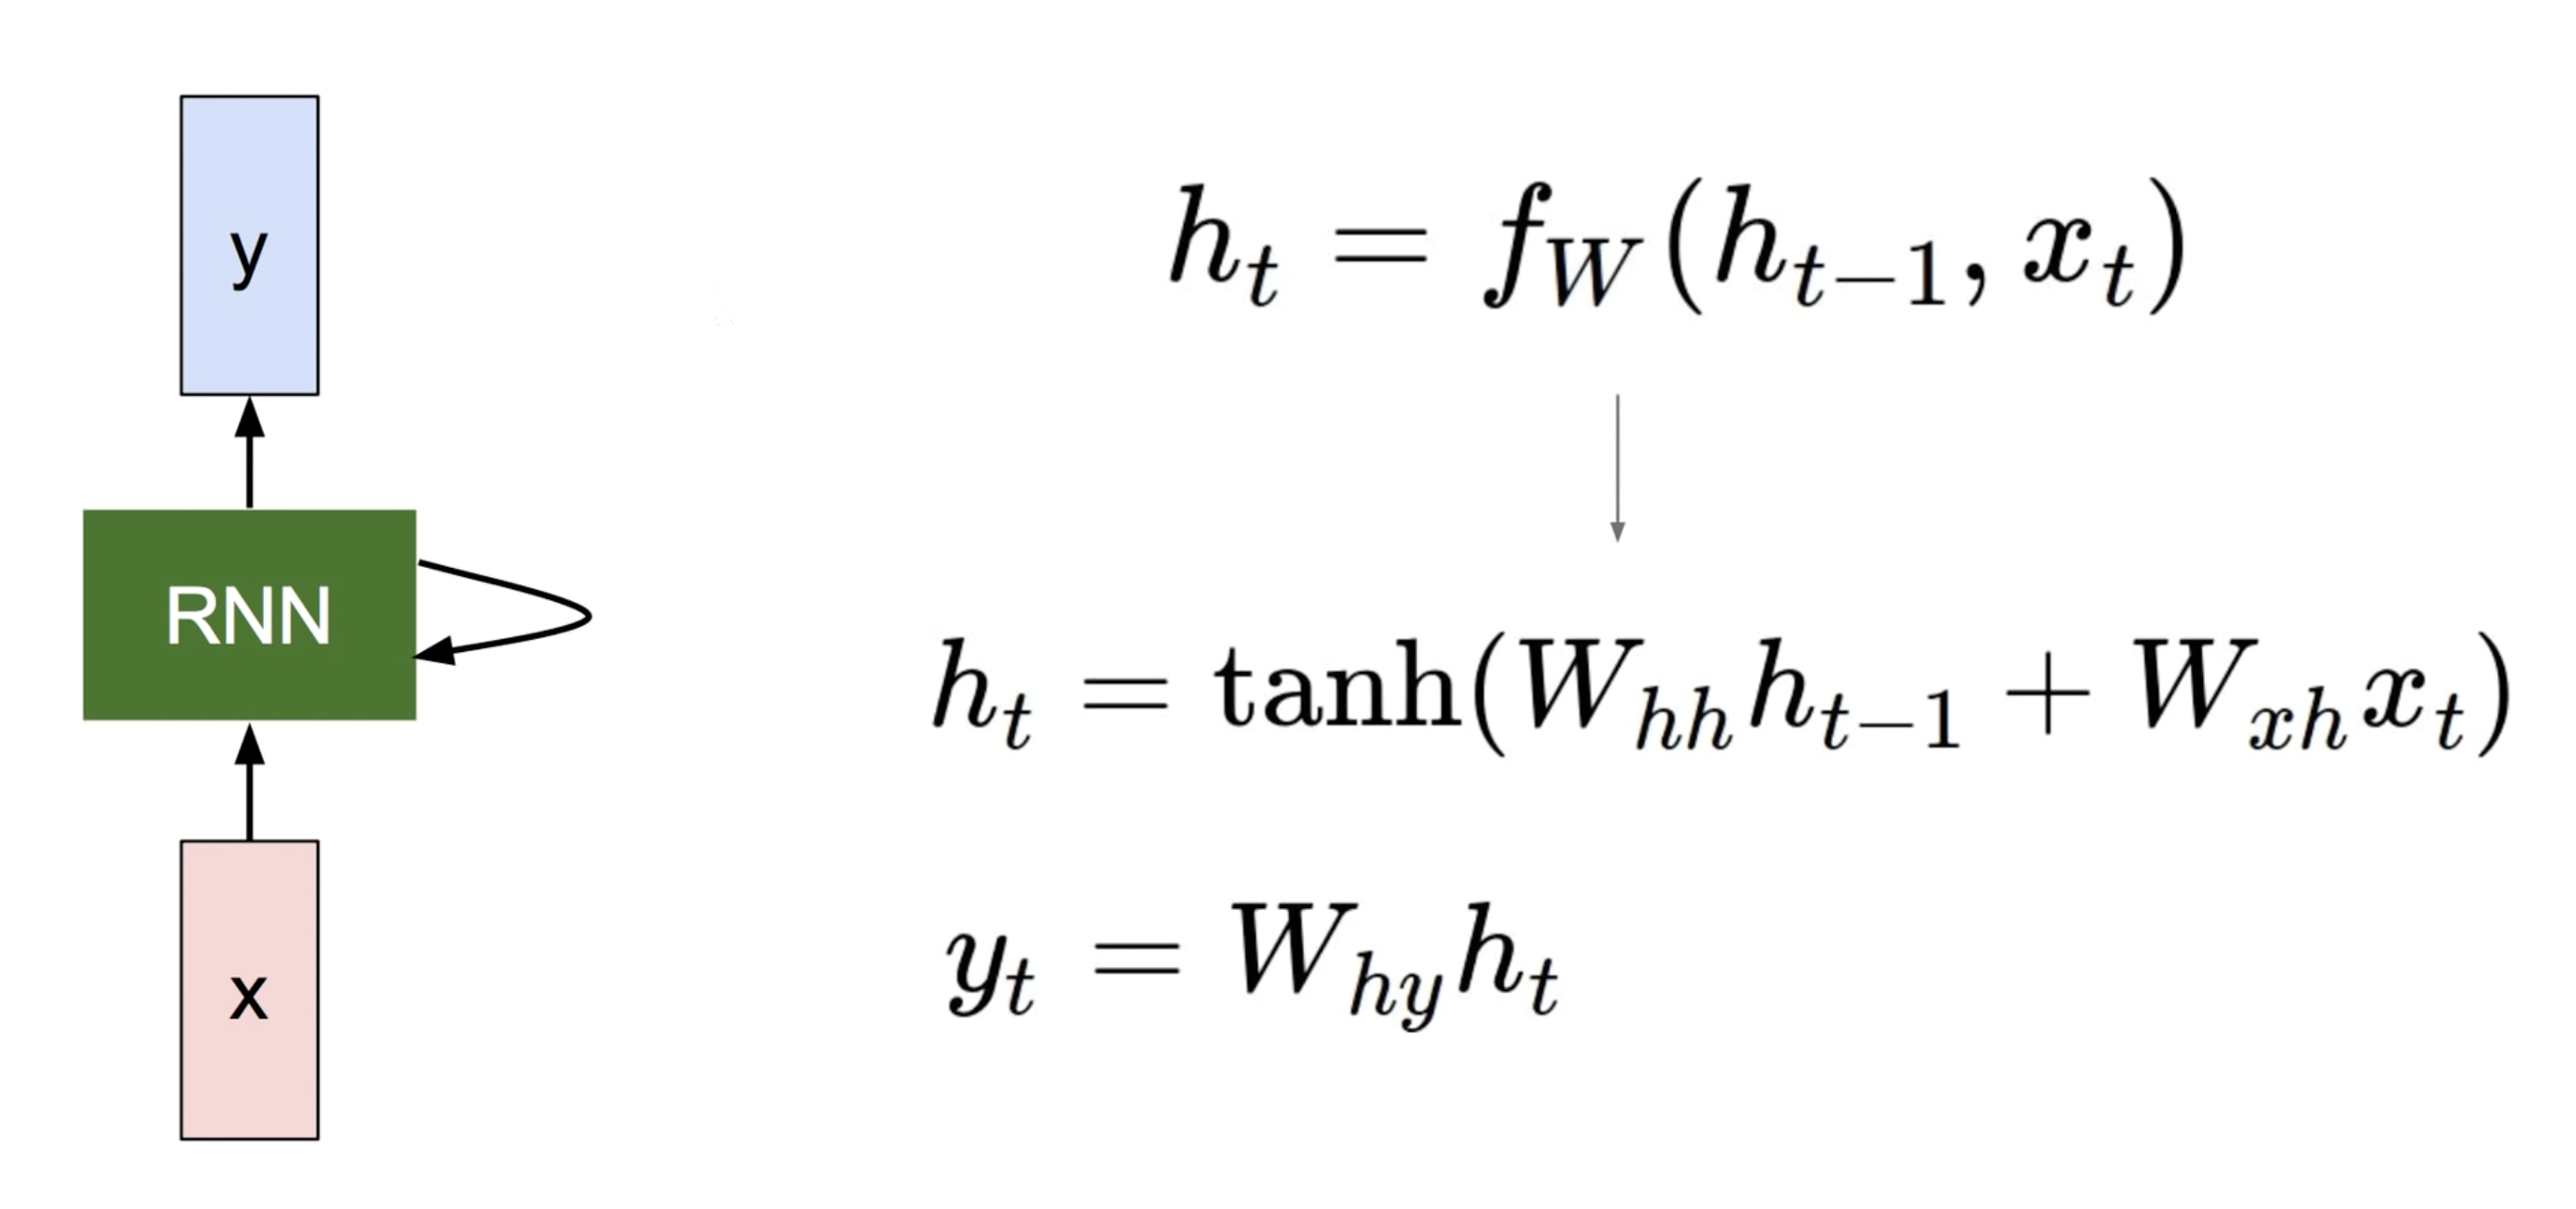 y
RNN
x
h_t = f_W(h_{t-1}, x_t)
h_t = tanh(W_{hh}h_{t-1} + W_{xh}x_t)
y_t = W_{hy}h_t